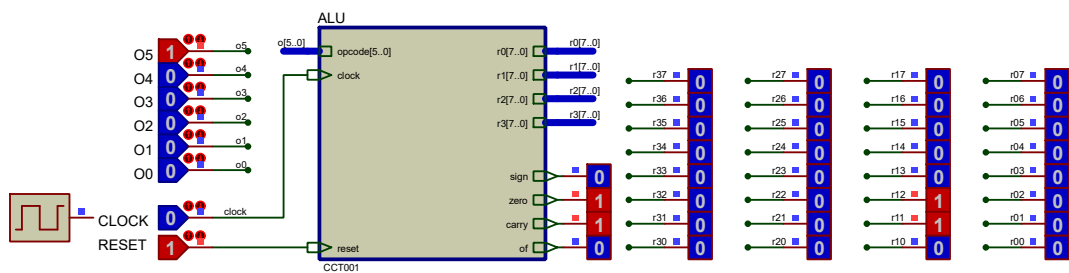 ALU
O5 1 o5
O4 0 o4
O3 0 o3
O2 0 o2
O1 0 o1
O0 0 o0
CLOCK 0 clock
RESET 1
o[5..0]
opcode[5..0]
clock
reset
r0[7..0] r0[7..0]
r1[7..0] r1[7..0]
r2[7..0] r2[7..0]
r3[7..0] r3[7..0]
sign 0
zero 1
carry 1
of 0
CCT001
r37 0 r27 0 r17 0 r07 0
r36 0 r26 0 r16 0 r06 0
r35 0 r25 0 r15 0 r05 0
r34 0 r24 0 r14 0 r04 0
r33 0 r23 0 r13 0 r03 0
r32 0 r22 0 r12 1 r02 0
r31 0 r21 0 r11 1 r01 0
r30 0 r20 0 r10 0 r00 0